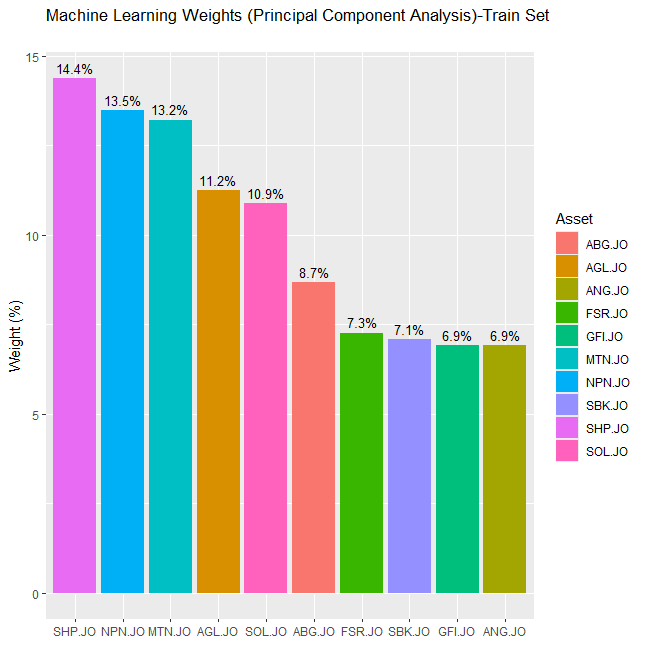 Machine Learning Weights (Principal Component Analysis)-Train Set
15
10
5
0
Weight (%)
14.4%
13.5%
13.2%
11.2%
10.9%
8.7%
7.3%
7.1%
6.9%
6.9%
SHP.JO NPN.JO MTN.JO AGL.JO SOL.JO ABG.JO FSR.JO SBK.JO GFI.JO ANG.JO
Asset
ABG.JO
AGL.JO
ANG.JO
FSR.JO
GFI.JO
MTN.JO
NPN.JO
SBK.JO
SHP.JO
SOL.JO